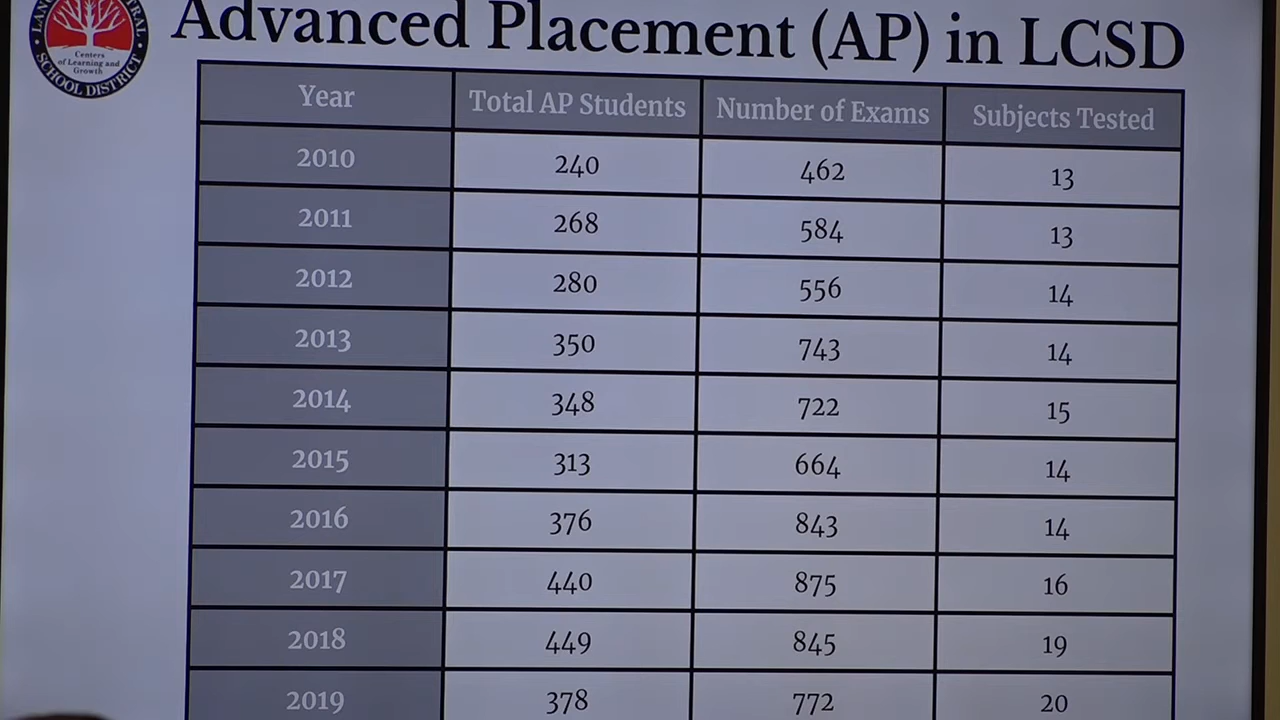 Advanced Placement (AP) in LCSD
Centers
of Learning and
Growth
SCHOOL DISTRICT
Year Total AP Students Number of Exams Subjects Tested
2010 240 462 13
2011 268 584 13
2012 280 556 14
2013 350 743 14
2014 348 722 15
2015 313 664 14
2016 376 843 14
2017 440 875 16
2018 449 845 19
2019 378 772 20